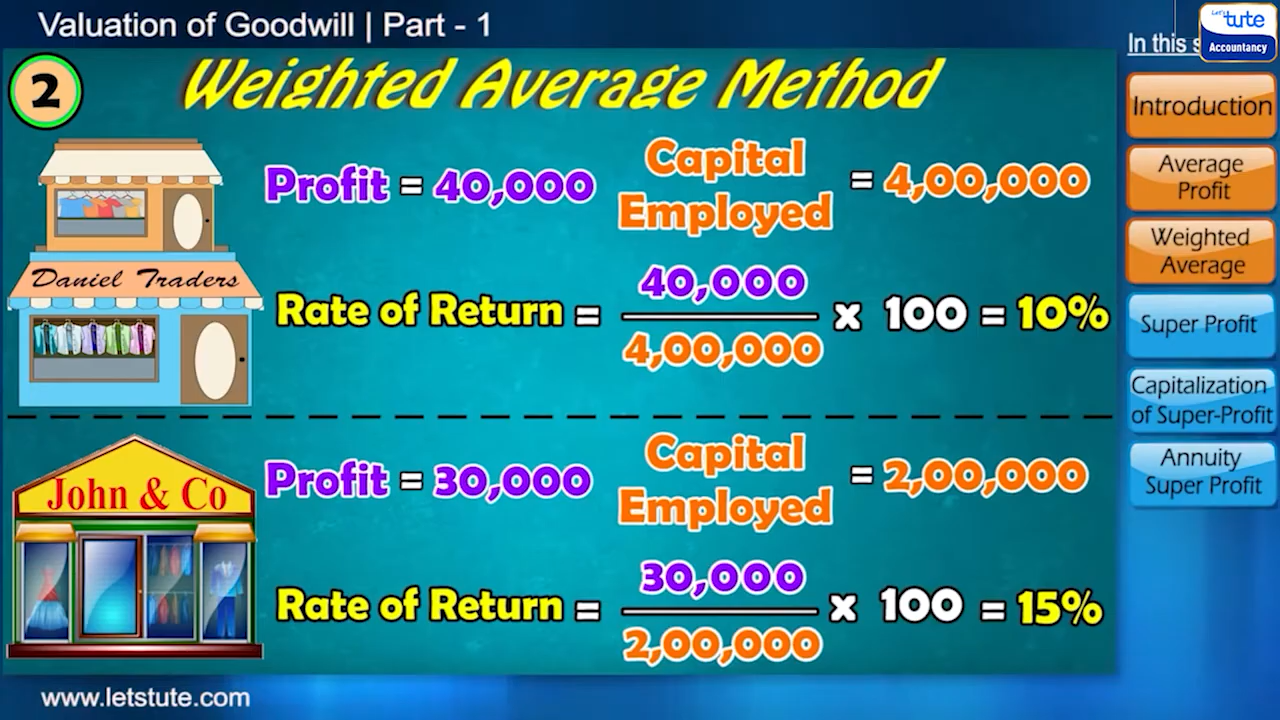 Valuation of Goodwill | Part - 1
Let's
tute
Accountancy
In this s
2
Weighted Average Method
Profit = 40,000
Capital
Employed
= 4,00,000
Daniel Traders
Rate of Return = 40,000
4,00,000
x 100 = 10%
John & Co
Profit = 30,000
Capital
Employed
= 2,00,000
Rate of Return = 30,000
2,00,000
x 100 = 15%
Introduction
Average
Profit
Weighted
Average
Super Profit
Capitalization
of Super-Profit
Annuity
Super Profit
www.letstute.com